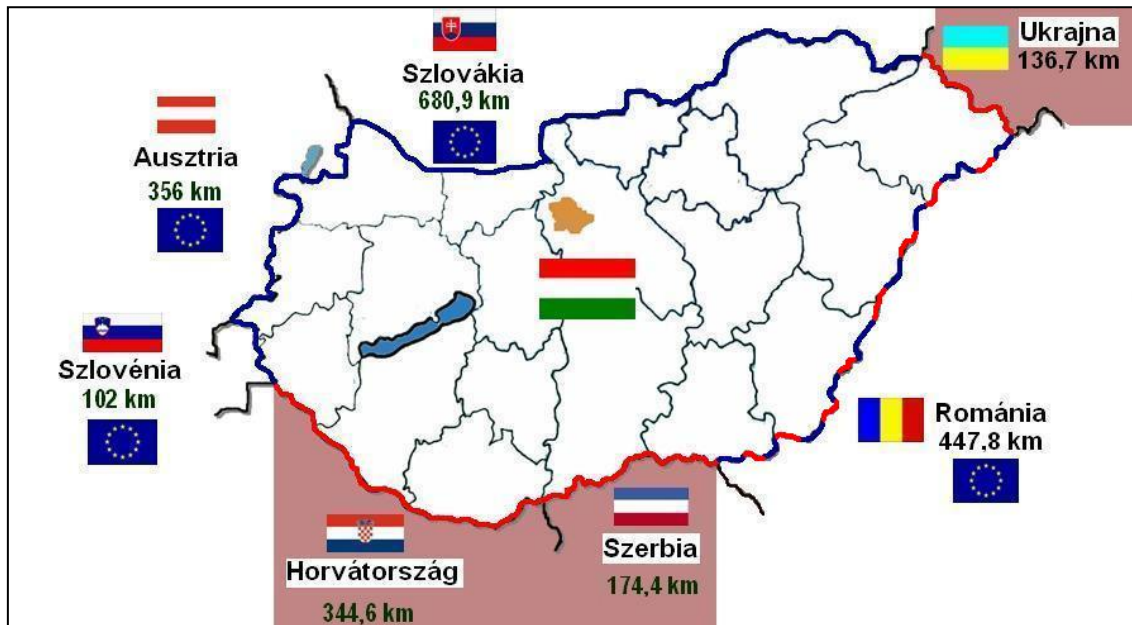 Szlovákia
680,9 km
Ukrajna
136,7 km
Ausztria
356 km
Szlovénia
102 km
Románia
447,8 km
Horvátország
344,6 km
Szerbia
174,4 km